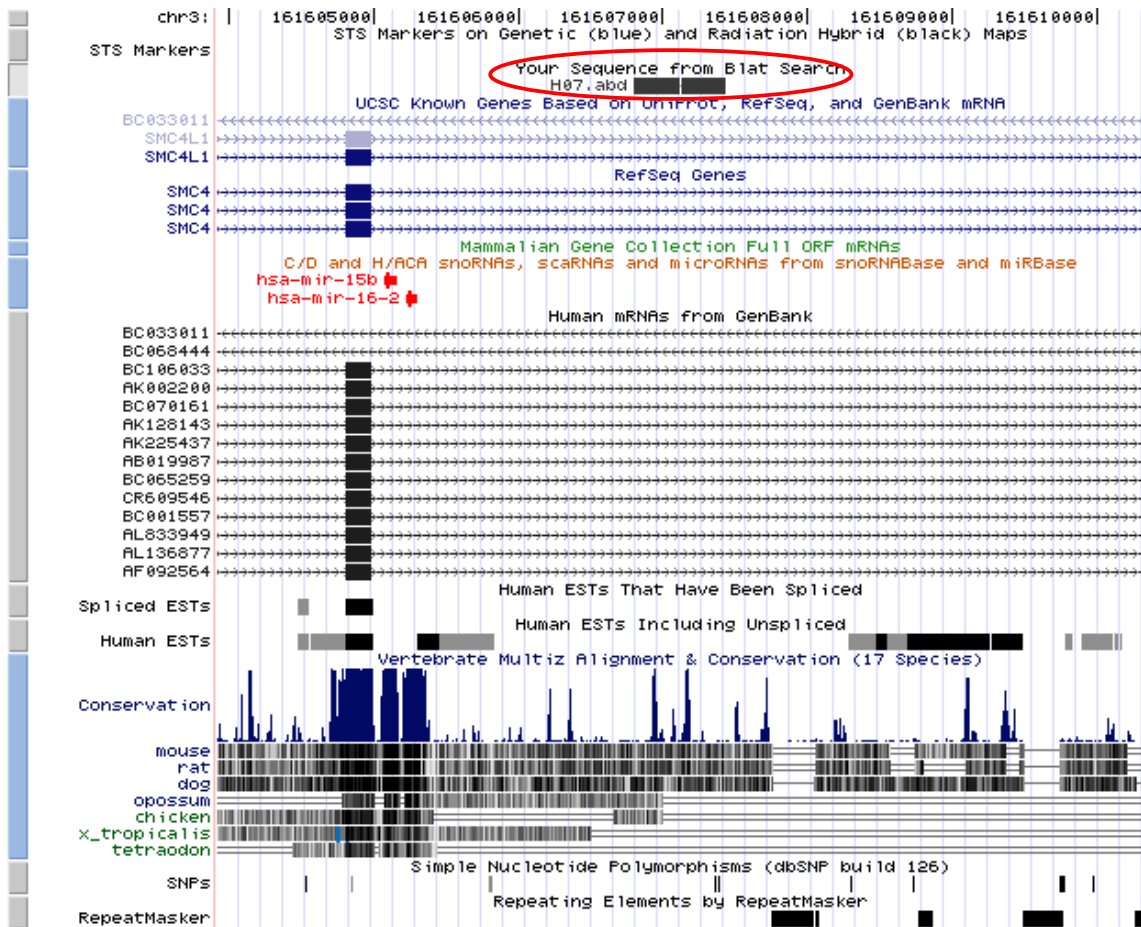 chr3: | 161605000| 161606000| 161607000| 161608000| 161609000| 161610000|
STS Markers on Genetic (blue) and Radiation Hybrid (black) Maps
STS Markers
Your Sequence from Blat Search
H07.abd
UCSC Known Genes Based on UniProt, RefSeq, and GenBank mRNA
BC033011
SMC4L1
SMC4L1
RefSeq Genes
SMC4
SMC4
SMC4
Mammalian Gene Collection Full ORF mRNAs
C/D and H/ACA snoRNAs, scaRNAs and microRNAs from snoRNABase and miRBase
hsa-mir-15b
hsa-mir-16-2
Human mRNAs from GenBank
BC033011
BC068444
BC106033
AK002200
BC070161
AK128143
AK225437
AB019987
BC065259
CR609546
BC001557
AL833949
AL136877
AF092564
Human ESTs That Have Been Spliced
Spliced ESTs
Human ESTs Including Unspliced
Human ESTs
Vertebrate Multiz Alignment & Conservation (17 Species)
Conservation
mouse
rat
dog
opossum
chicken
x_tropicalis
tetraodon
Simple Nucleotide Polymorphisms (dbSNP build 126)
SNPs
Repeating Elements by RepeatMasker
RepeatMasker